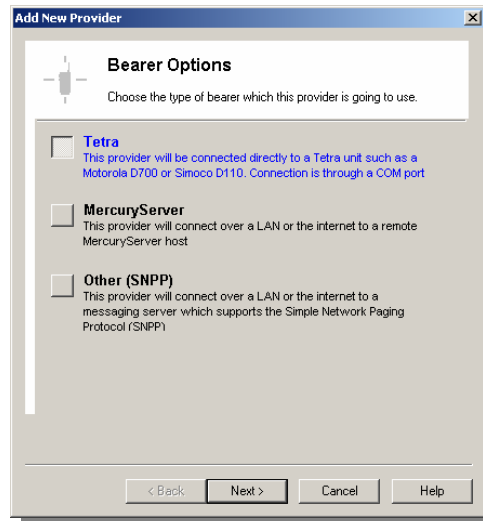 Add New Provider
Bearer Options
Choose the type of bearer which this provider is going to use.
Tetra
This provider will be connected directly to a Tetra unit such as a
Motorola D700 or Simoco D110. Connection is through a COM port
MercuryServer
This provider will connect over a LAN or the internet to a remote
MercuryServer host
Other (SNPP)
This provider will connect over a LAN or the internet to a
messaging server which supports the Simple Network Paging
Protocol (SNPP)
< Back
Next >
Cancel
Help